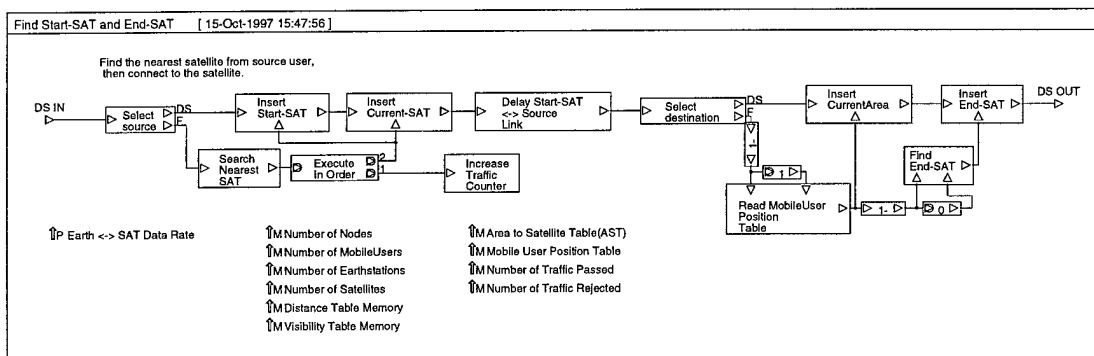 Find Start-SAT and End-SAT [ 15-Oct-1997 15:47:56 ]
Find the nearest satellite from source user,
then connect to the satellite.
DS IN
Select
source
DS
F
Insert
Start-SAT
Insert
Current-SAT
Delay Start-SAT
<-> Source
Link
Select
destination
DS
F
Insert
CurrentArea
Insert
End-SAT
DS OUT
Search
Nearest
SAT
Execute
In Order
2
1
Increase
Traffic
Counter
1-
1
Read MobileUser
Position
Table
1-
0
Find
End-SAT
⇑P Earth <-> SAT Data Rate
⇑M Number of Nodes
⇑M Number of MobileUsers
⇑M Number of Earthstations
⇑M Number of Satellites
⇑M Distance Table Memory
⇑M Visibility Table Memory
⇑M Area to Satellite Table(AST)
⇑M Mobile User Position Table
⇑M Number of Traffic Passed
⇑M Number of Traffic Rejected